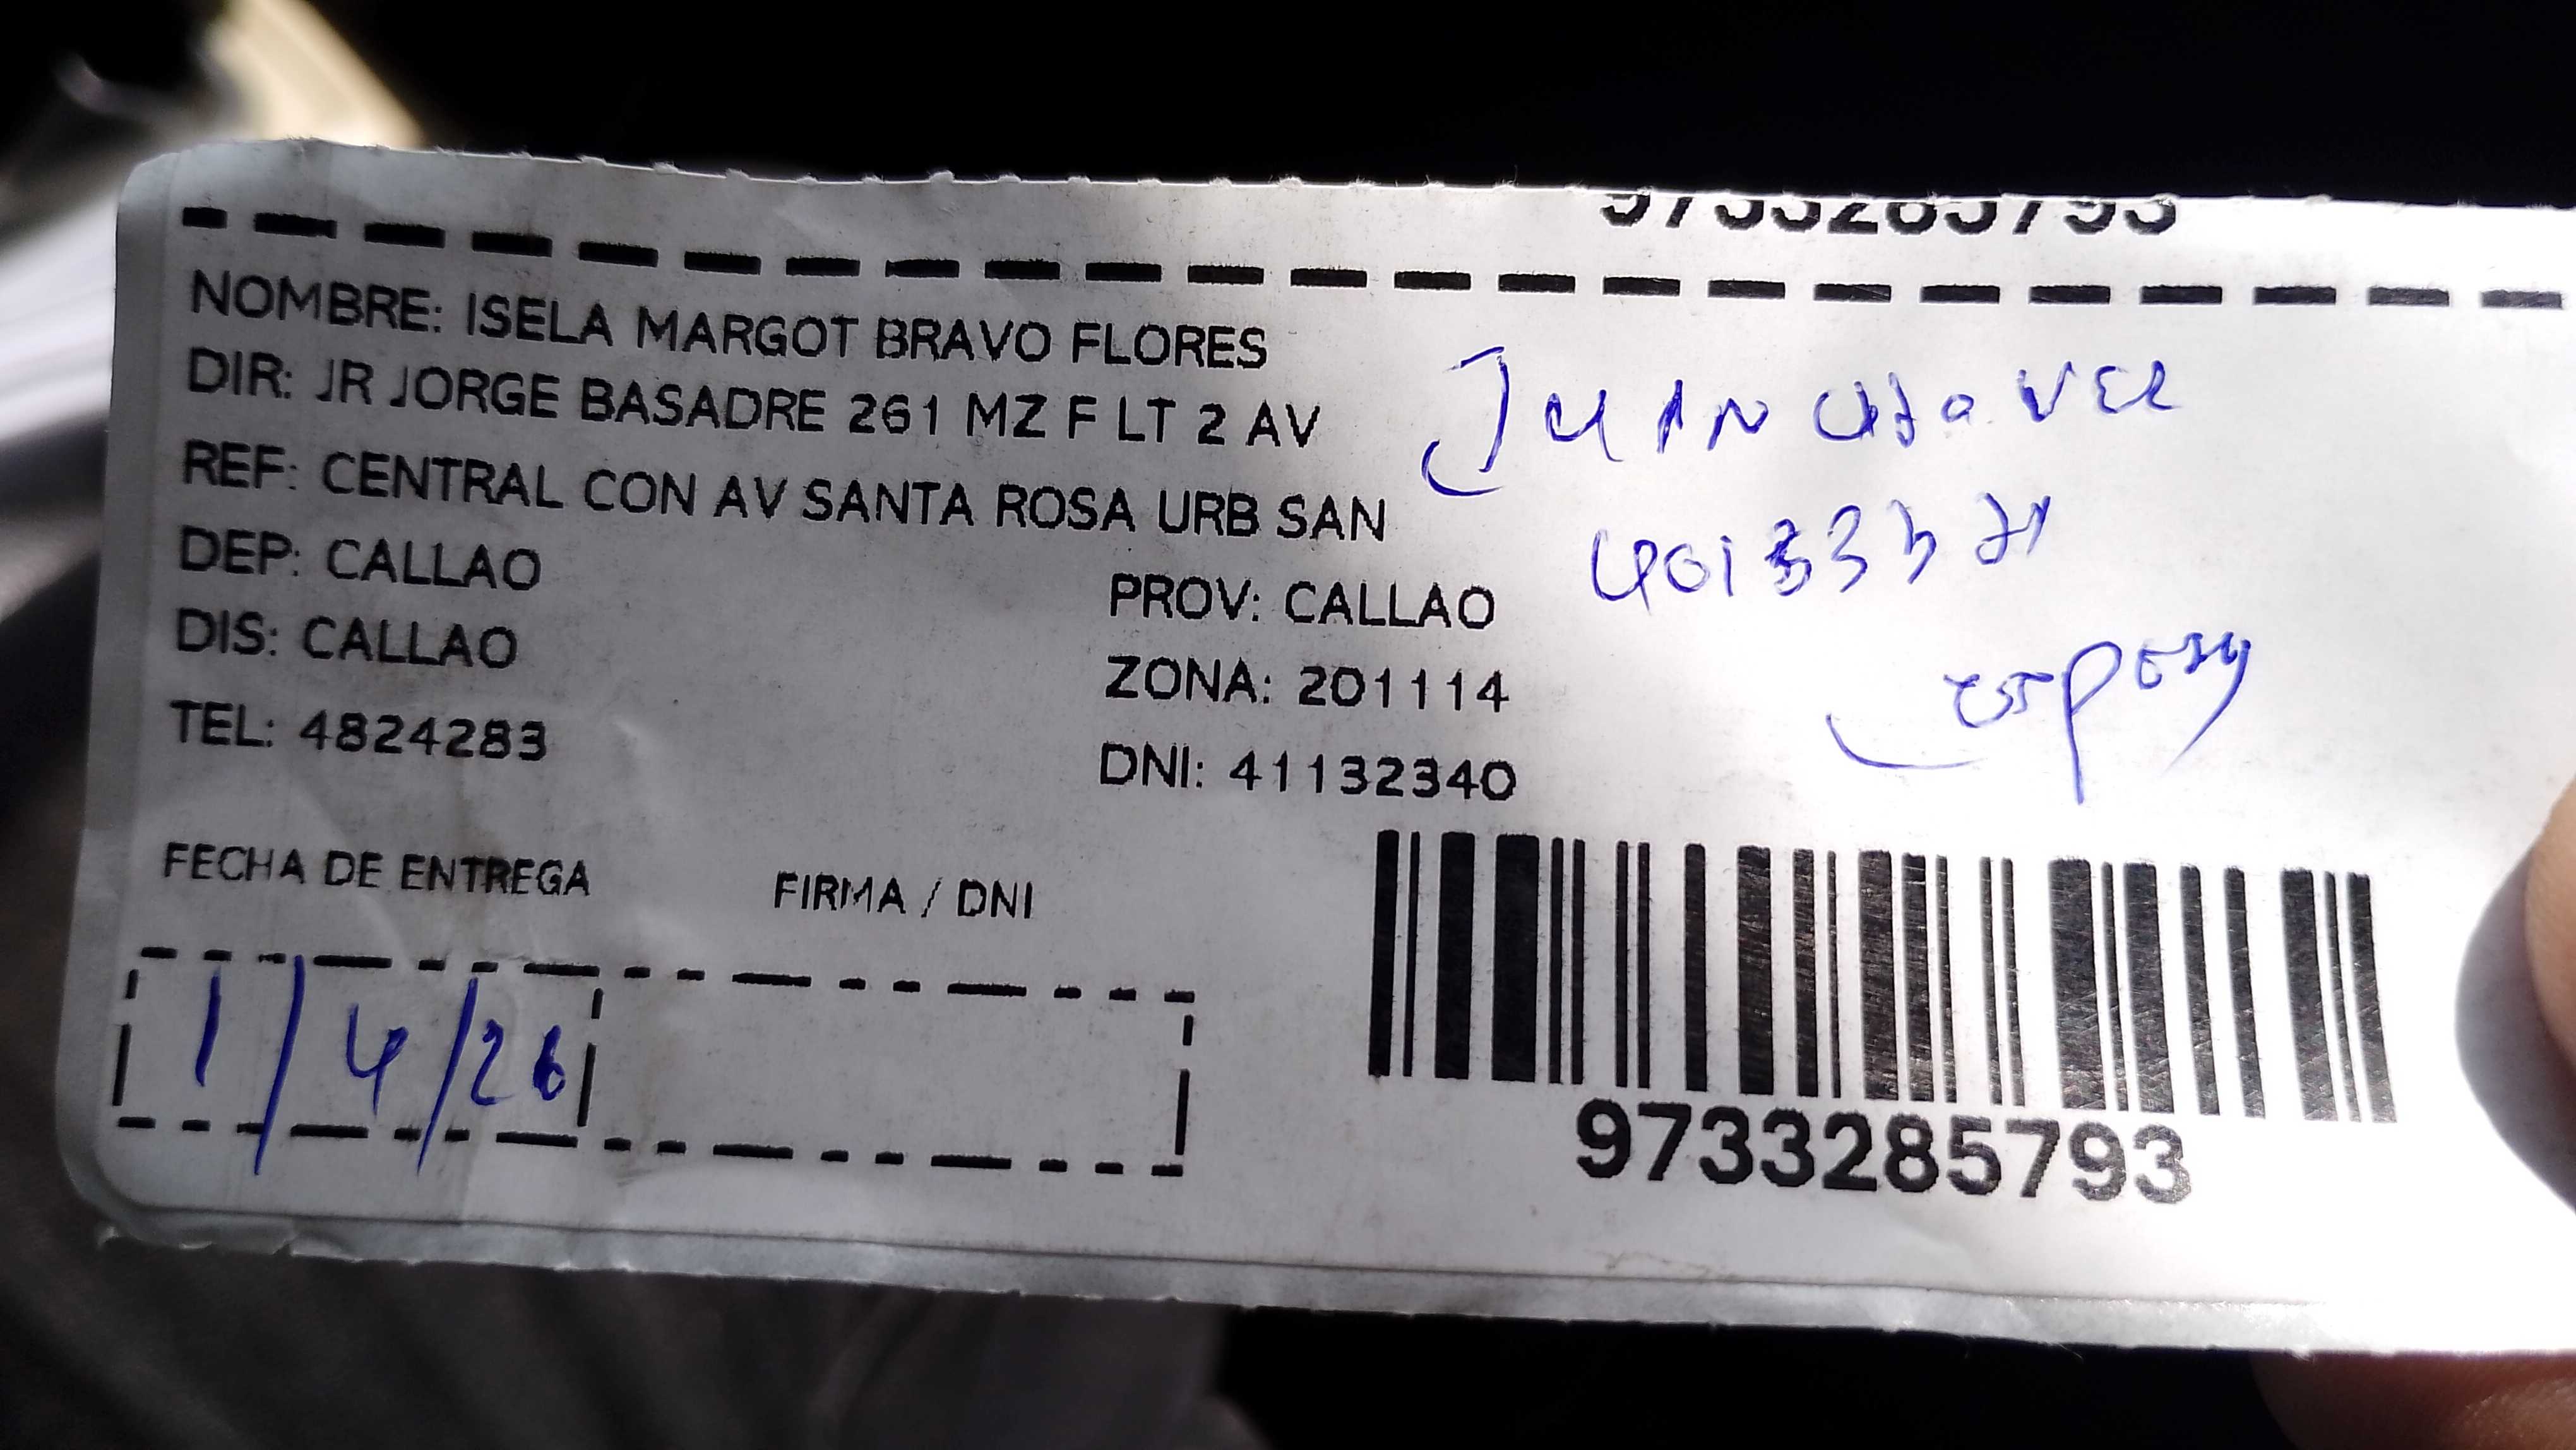 9733285793
NOMBRE: ISELA MARGOT BRAVO FLORES
DIR: JR JORGE BASADRE 261 MZ F LT 2 AV
REF: CENTRAL CON AV SANTA ROSA URB SAN
DEP: CALLAO
PROV: CALLAO
DIS: CALLAO
ZONA: 201114
TEL: 4824283
DNI: 41132340
JUAN
FECHA DE ENTREGA
FIRMA / DNI
1/4/26
9733285793